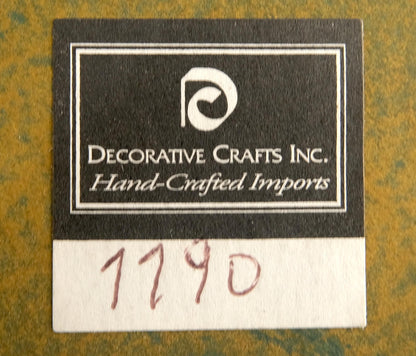 DECORATIVE CRAFTS INC.
Hand-Crafted Imports
1190